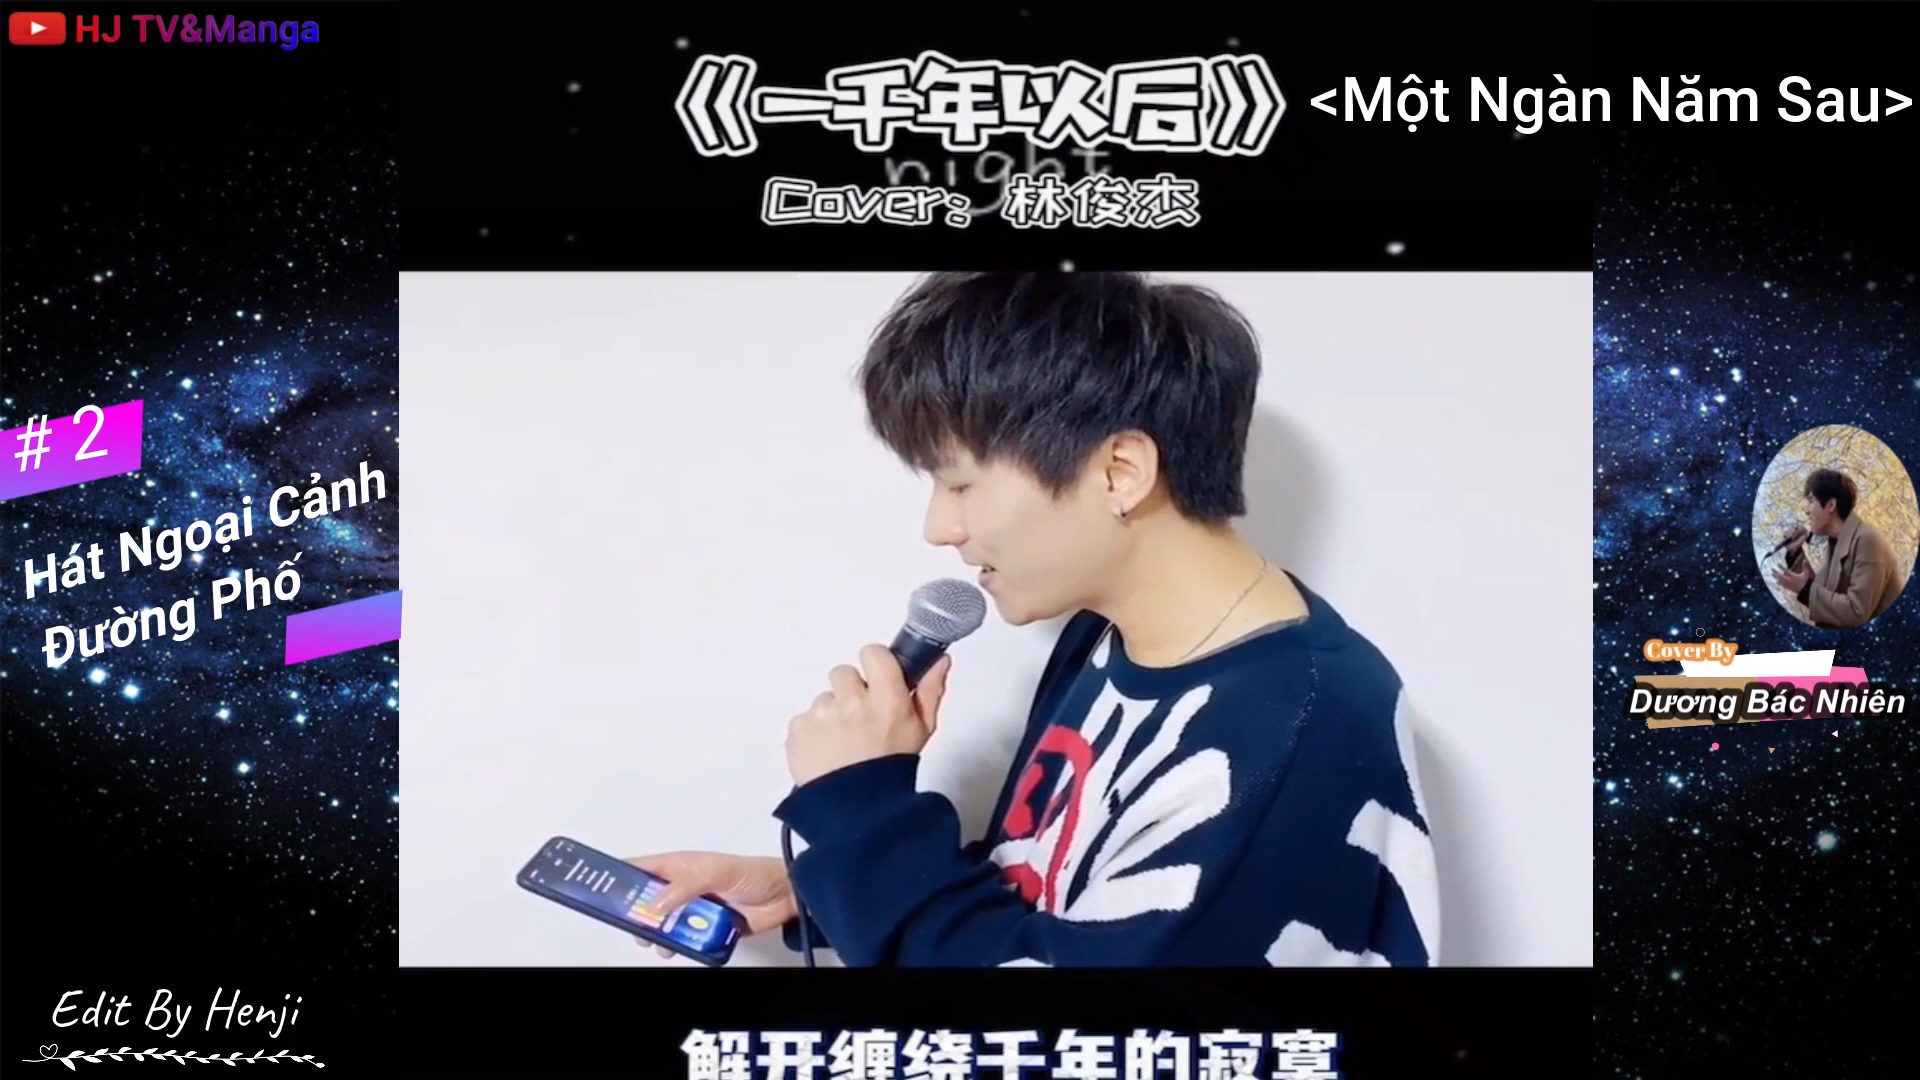 HJ TV&Manga
《一千年以后》
<Một Ngàn Năm Sau>
night
Cover: 林俊杰
# 2
Hát Ngoại Cảnh
Đường Phố
Cover By
Dương Bác Nhiên
Edit By Henji
解开缠绕千年的寂寞